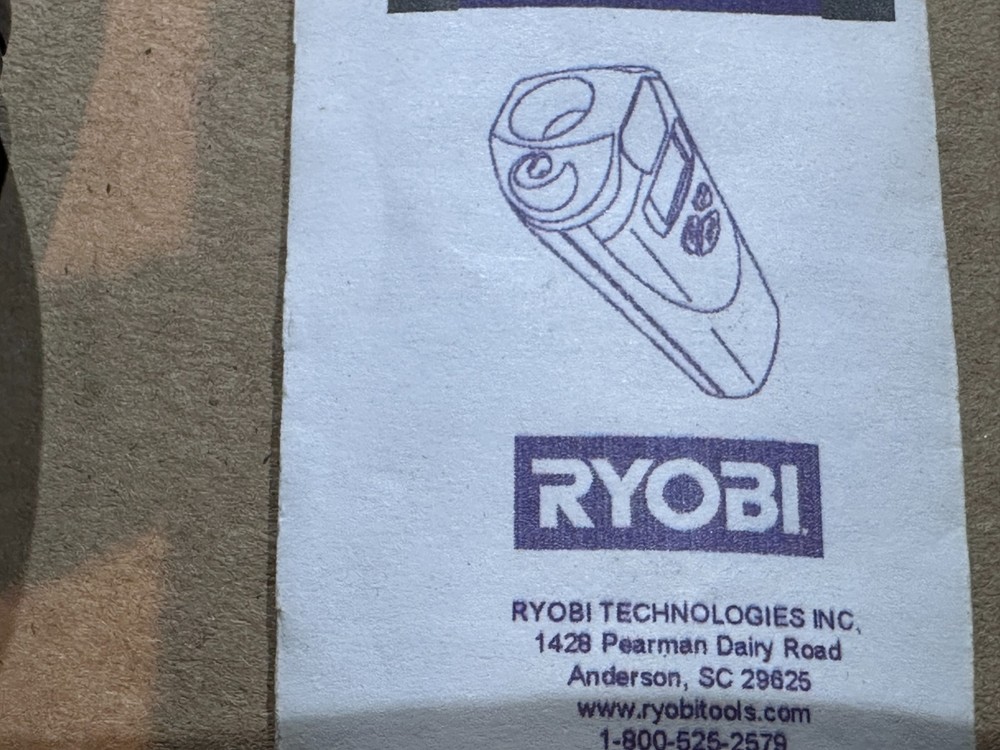 RYOBI
RYOBI TECHNOLOGIES INC.
1428 Pearman Dairy Road
Anderson, SC 29625
www.ryobitools.com
1-800-525-2579